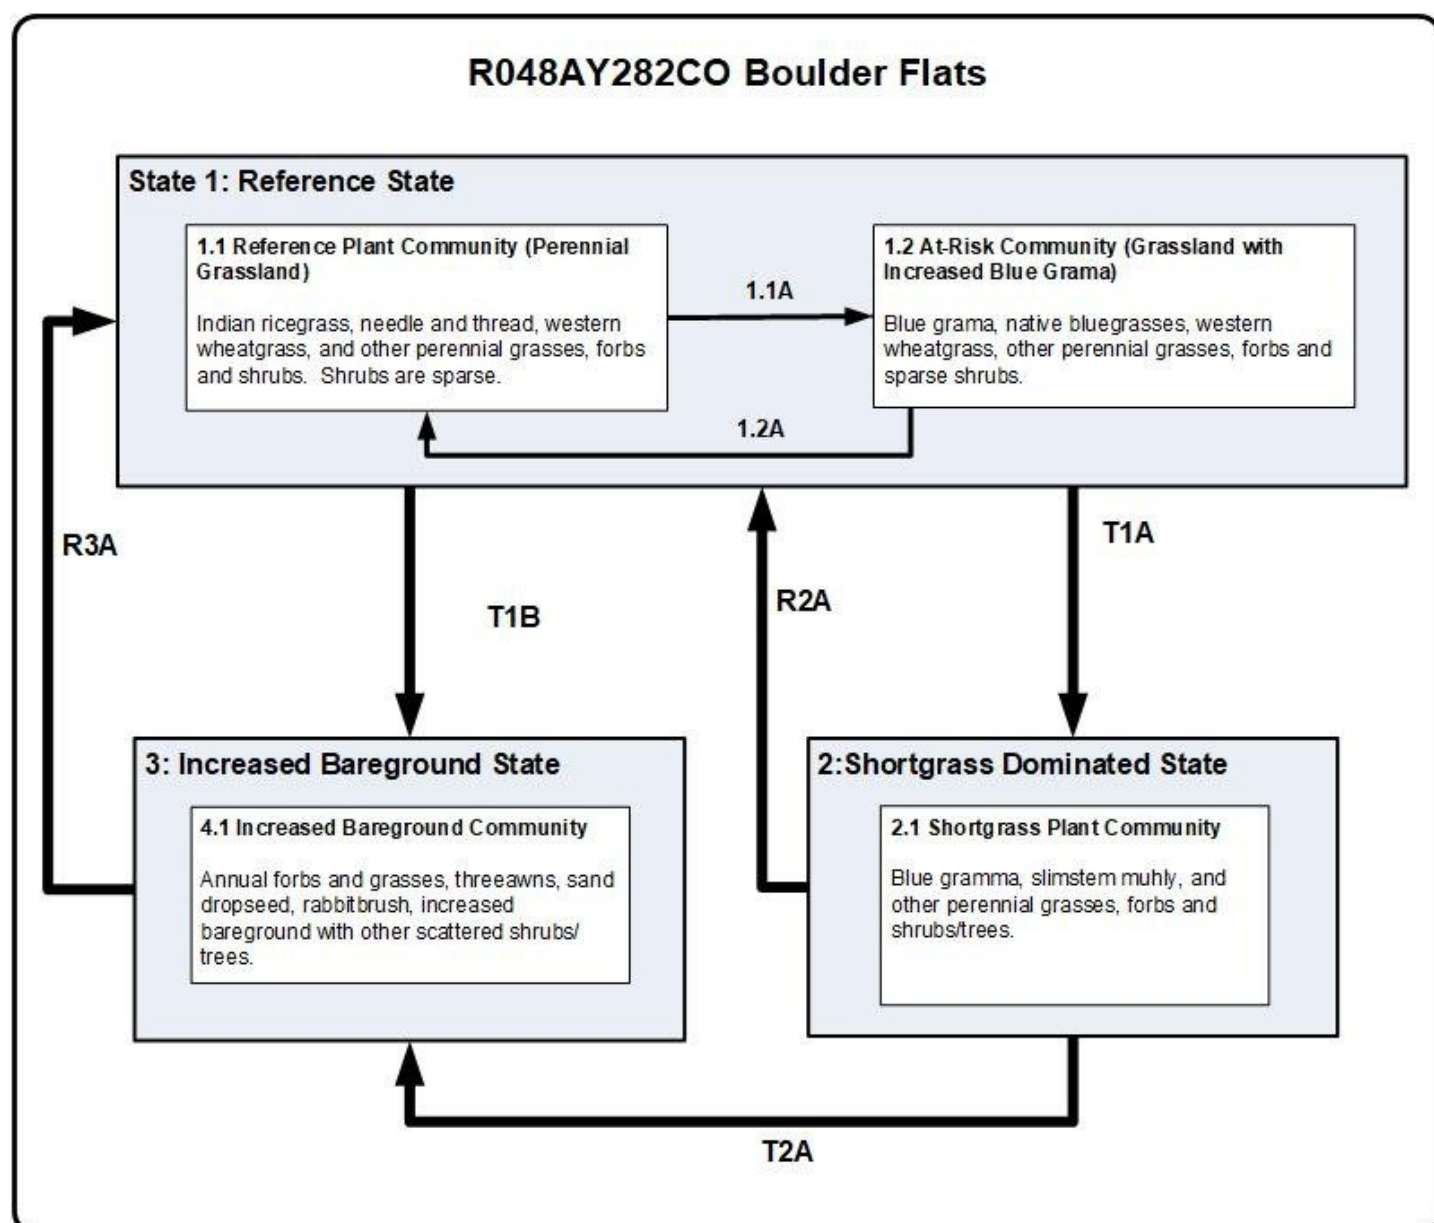 R048AY282CO Boulder Flats
State 1: Reference State
1.1 Reference Plant Community (Perennial
Grassland)
Indian ricegrass, needle and thread, western
wheatgrass, and other perennial grasses, forbs
and shrubs. Shrubs are sparse.
1.1A
1.2 At-Risk Community (Grassland with
Increased Blue Grama)
Blue grama, native bluegrasses, western
wheatgrass, other perennial grasses, forbs and
sparse shrubs.
1.2A
R3A
T1B
R2A
T1A
3: Increased Bareground State
4.1 Increased Bareground Community
Annual forbs and grasses, threeawns, sand
dropseed, rabbitbrush, increased
bareground with other scattered shrubs/
trees.
2:Shortgrass Dominated State
2.1 Shortgrass Plant Community
Blue gramma, slimstem muhly, and
other perennial grasses, forbs and
shrubs/trees.
T2A